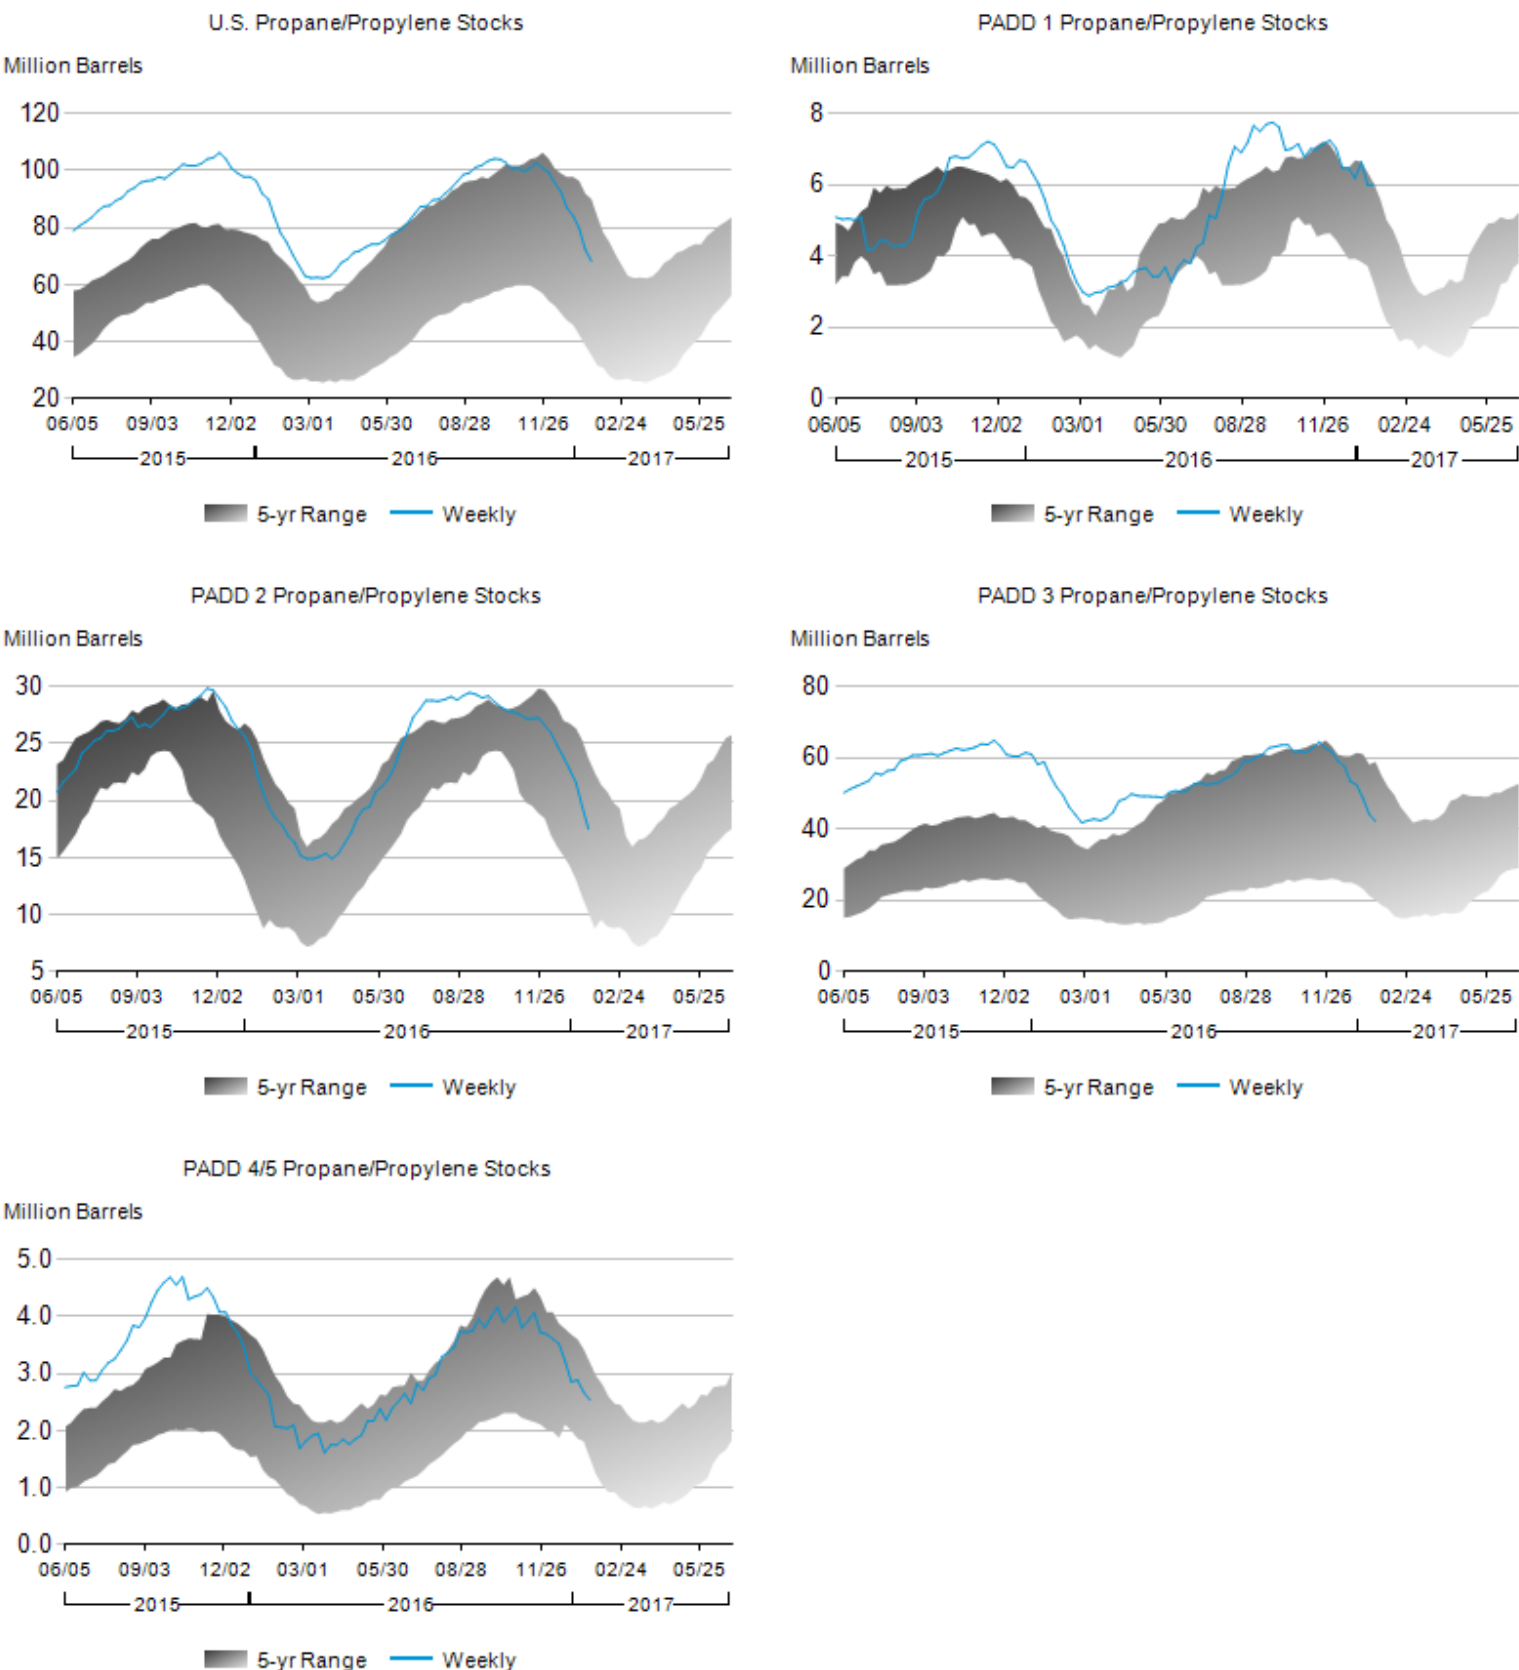 U.S. Propane/Propylene Stocks
Million Barrels
120
100
80
60
40
20
06/05 09/03 12/02 03/01 05/30 08/28 11/26 02/24 05/25
2015 2016 2017
5-yr Range Weekly
PADD 1 Propane/Propylene Stocks
Million Barrels
8
6
4
2
0
06/05 09/03 12/02 03/01 05/30 08/28 11/26 02/24 05/25
2015 2016 2017
5-yr Range Weekly
PADD 2 Propane/Propylene Stocks
Million Barrels
30
25
20
15
10
5
06/05 09/03 12/02 03/01 05/30 08/28 11/26 02/24 05/25
2015 2016 2017
5-yr Range Weekly
PADD 3 Propane/Propylene Stocks
Million Barrels
80
60
40
20
0
06/05 09/03 12/02 03/01 05/30 08/28 11/26 02/24 05/25
2015 2016 2017
5-yr Range Weekly
PADD 4/5 Propane/Propylene Stocks
Million Barrels
5.0
4.0
3.0
2.0
1.0
0.0
06/05 09/03 12/02 03/01 05/30 08/28 11/26 02/24 05/25
2015 2016 2017
5-yr Range Weekly